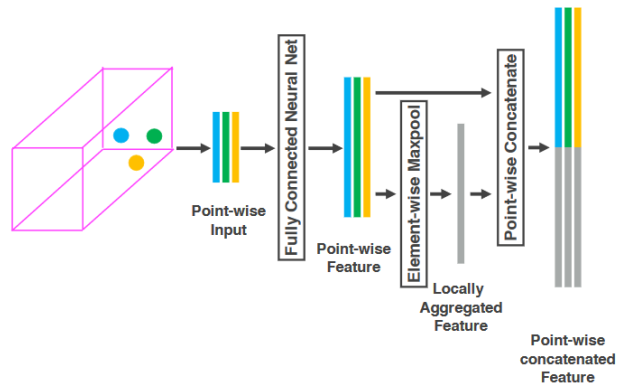 Point-wise
Input
Fully Connected Neural Net
Point-wise
Feature
Element-wise Maxpool
Locally
Aggregated
Feature
Point-wise Concatenate
Point-wise
concatenated
Feature